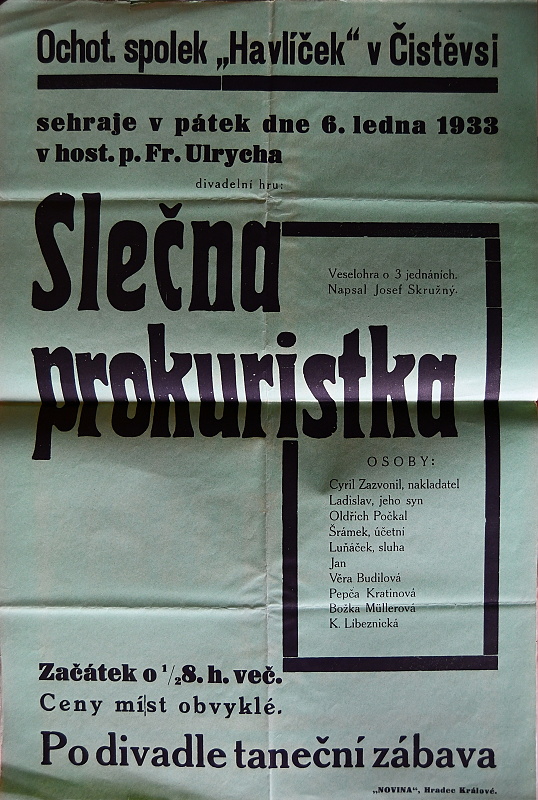 Ochot. spolek „Havlíček“ v Čistěvsi
sehraje v pátek dne 6. ledna 1933
v host. p. Fr. Ulrycha
divadelní hru:
Slečna
prokuristka
Veselohra o 3 jednáních.
Napsal Josef Skružný.
OSOBY:
Cyril Zazvonil, nakladatel
Ladislav, jeho syn
Oldřich Počkal
Šrámek, účetní
Luňáček, sluha
Jan
Věra Budilová
Pepča Kratinová
Božka Müllerová
K. Libeznická
Začátek o 1/28. h. več.
Ceny míst obvyklé.
Po divadle taneční zábava
„NOVINA“, Hradec Králové.